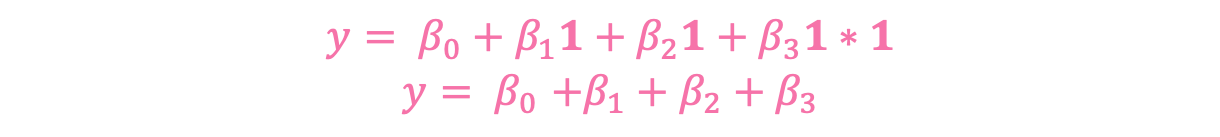 y = β₀ + β₁1 + β₂1 + β₃1 * 1
y = β₀ +β₁ + β₂ + β₃